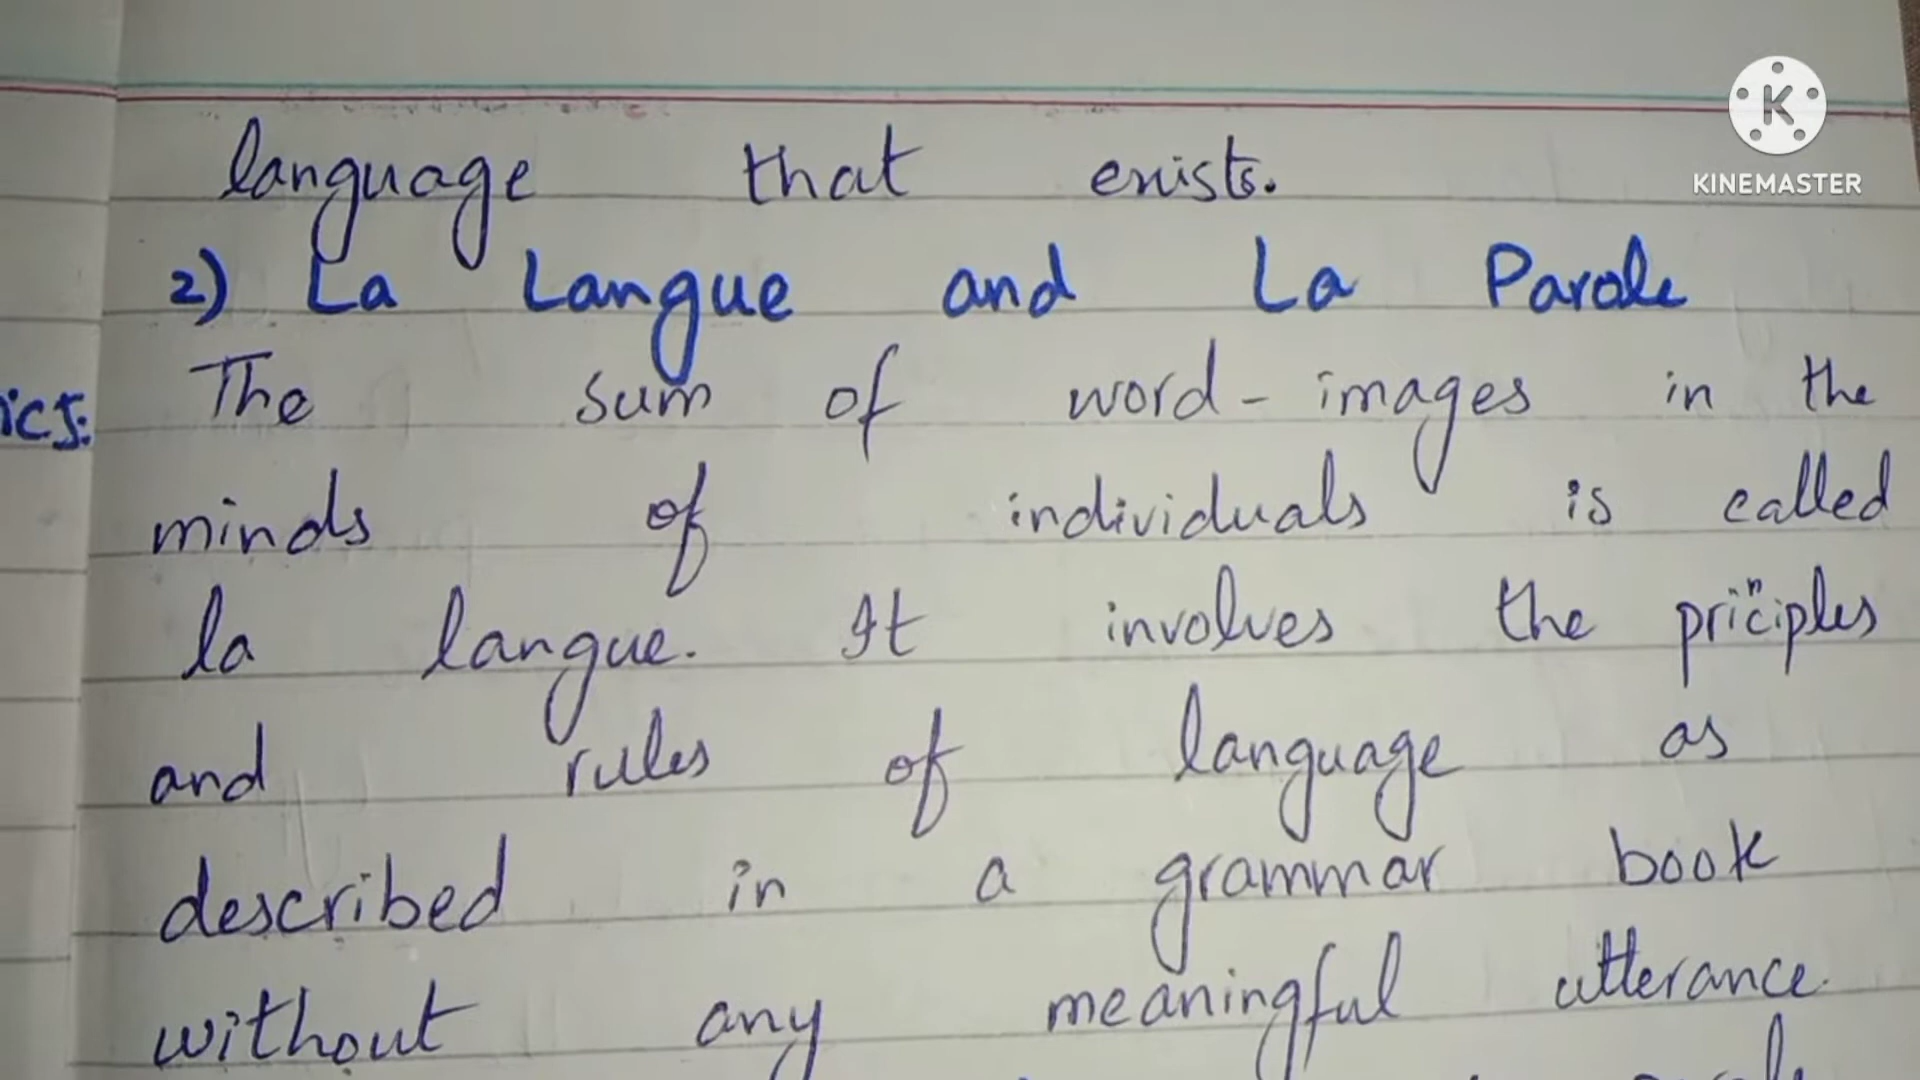 language that exists.
2) La Langue and La Parole
The sum of word-images in the
minds of individuals is called
la langue. It involves the principles
and rules of language as
described in a grammar book
without any meaningful utterance.
K
KINEMASTER